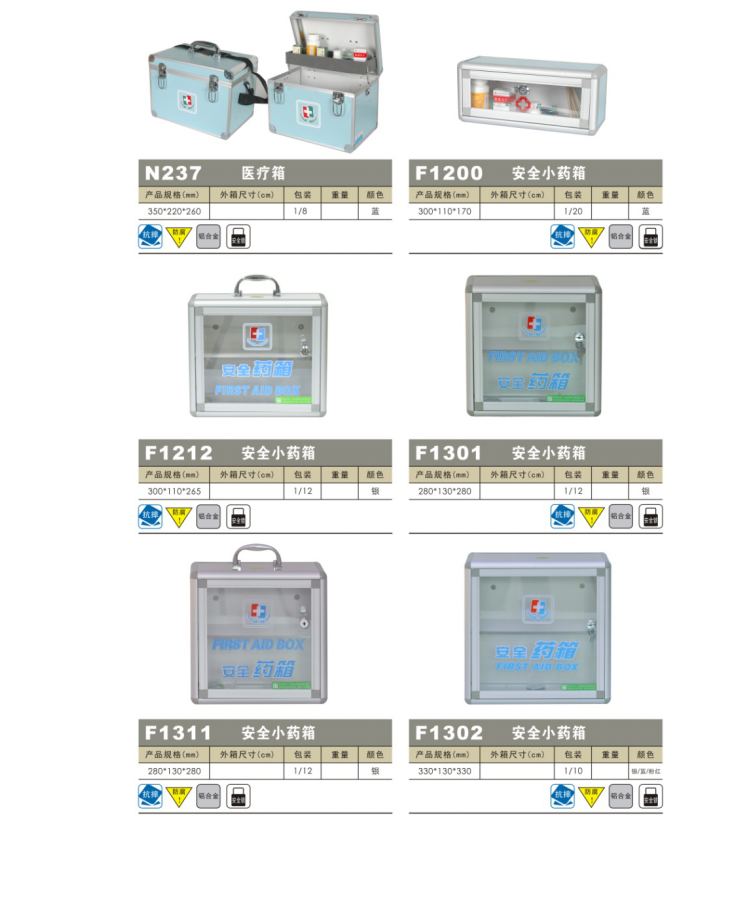 N237 医疗箱
产品规格(mm) 外箱尺寸(cm) 包装 重量 颜色
350*220*260 1/8 蓝
抗摔 防腐 ! 铝合金 安全锁
F1200 安全小药箱
产品规格(mm) 外箱尺寸(cm) 包装 重量 颜色
300*110*170 1/20 蓝
抗摔 防腐 ! 铝合金 安全锁
安全药箱
FIRST AID BOX
F1212 安全小药箱
产品规格(mm) 外箱尺寸(cm) 包装 重量 颜色
300*110*265 1/12 银
抗摔 防腐 ! 铝合金 安全锁
FIRST AID BOX
安全药箱
F1301 安全小药箱
产品规格(mm) 外箱尺寸(cm) 包装 重量 颜色
280*130*280 1/12 银
抗摔 防腐 ! 铝合金 安全锁
FIRST AID BOX
安全药箱
F1311 安全小药箱
产品规格(mm) 外箱尺寸(cm) 包装 重量 颜色
280*130*280 1/12 银
抗摔 防腐 ! 铝合金 安全锁
安全药箱
FIRST AID BOX
F1302 安全小药箱
产品规格(mm) 外箱尺寸(cm) 包装 重量 颜色
330*130*330 1/10 银/蓝/粉红
抗摔 防腐 ! 铝合金 安全锁